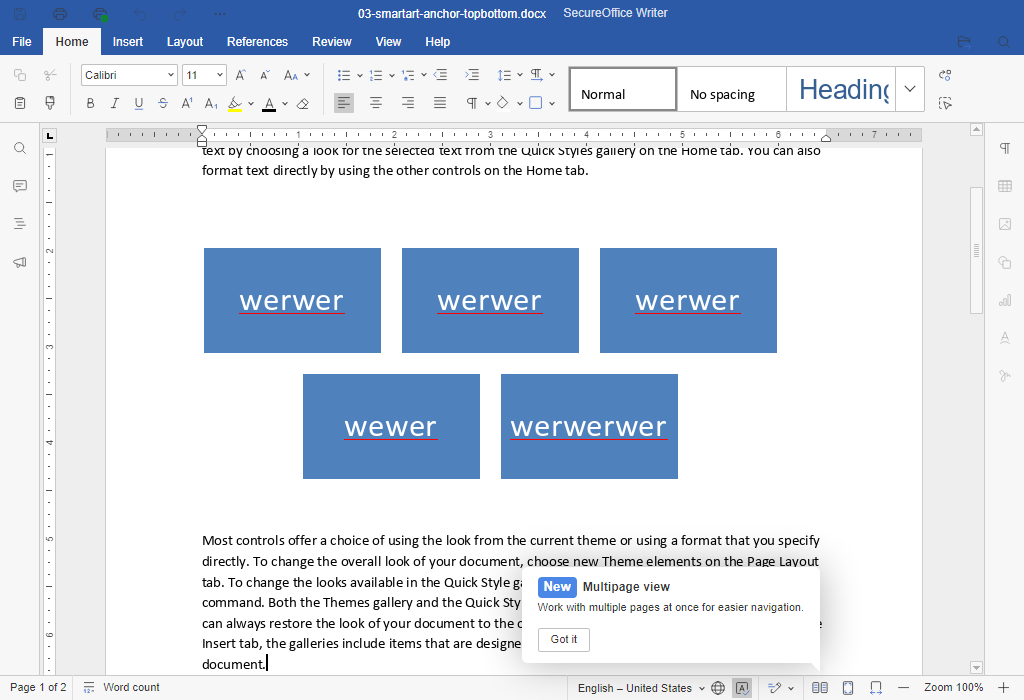 03-smartart-anchor-topbottom.docx SecureOffice Writer
File Home Insert Layout References Review View Help
Calibri 11
Normal No spacing Heading
1 2 3 4 5 6 7
text by choosing a look for the selected text from the Quick Styles gallery on the Home tab. You can also
format text directly by using the other controls on the Home tab.
werwer werwer werwer
wewer werwerwer
Most controls offer a choice of using the look from the current theme or using a format that you specify
directly. To change the overall look of your document, choose new Theme elements on the Page Layout
tab. To change the looks available in the Quick Style
command. Both the Themes gallery and the Quick
can always restore the look of your document to the
Insert tab, the galleries include items that are
document.
New Multipage view
Work with multiple pages at once for easier navigation.
Got it
Page 1 of 2 Word count English – United States Zoom 100%